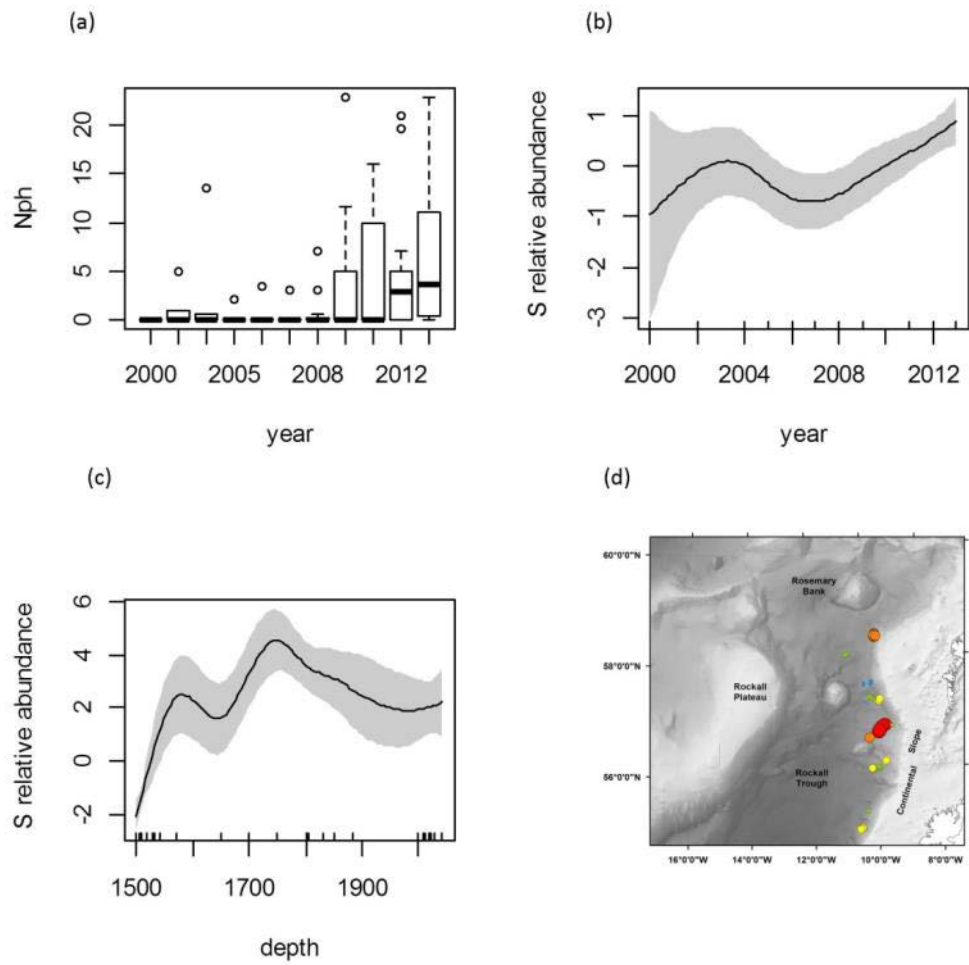 (a)
Nph
20
15
10
5
0
2000 2005 2008 2012
year
(b)
S relative abundance
1
0
-1
-2
-3
2000 2004 2008 2012
year
(c)
S relative abundance
6
4
2
0
-2
1500 1700 1900
depth
(d)
60°0'0"N
58°0'0"N
56°0'0"N
Rosemary
Bank
Rockall
Plateau
Rockall
Trough
Continental Slope
16°0'0"W 14°0'0"W 12°0'0"W 10°0'0"W 8°0'0"W